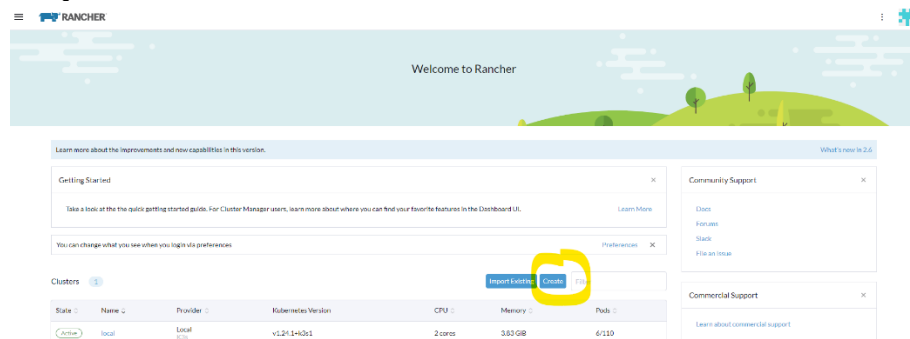 RANCHER
Welcome to Rancher
Learn more about the improvements and new capabilities in this version.
What's new in 2.6
Getting Started
Take a look at the the quick getting started guide. For Cluster Manager users, learn more about where you can find your favorite features in the Dashboard UI.
Learn More
You can change what you see when you login via preferences
Preferences
Clusters 1
Import Existing
Create
Filter
State Name Provider Kubernetes Version CPU Memory Pods
Active local Local v1.24.1+k3s1 2 cores 3.83 GiB 6/110
K3s
Community Support
Docs
Forums
Slack
File an Issue
Commercial Support
Learn about commercial support